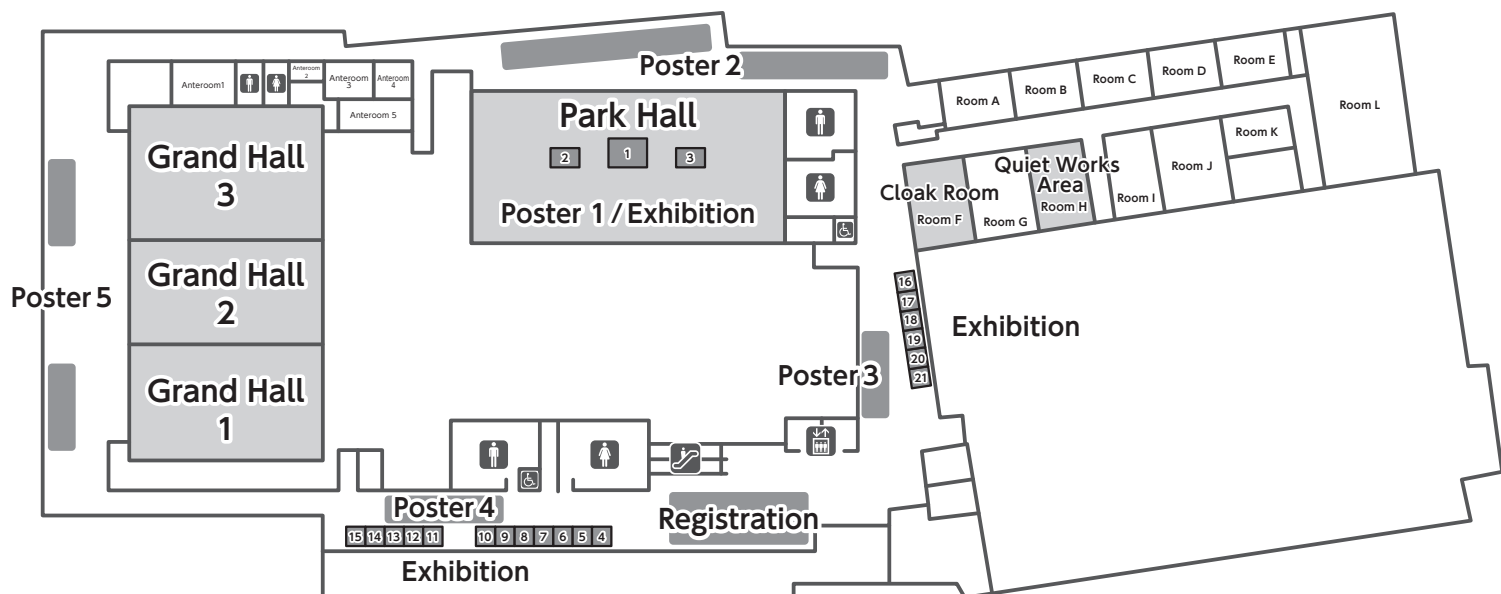 Poster 2
Anteroom1
Anteroom
2
Anteroom
3
Anteroom
4
Anteroom 5
Grand Hall
3
Grand Hall
2
Grand Hall
1
Poster 5
Park Hall
2
1
3
Poster 1 / Exhibition
Room A
Room B
Room C
Room D
Room E
Room L
Cloak Room
Room F
Room G
Quiet Works
Area
Room H
Room I
Room J
Room K
16
17
18
19
20
21
Exhibition
Poster 3
Poster 4
Registration
15 14 13 12 11
10 9 8 7 6 5 4
Exhibition